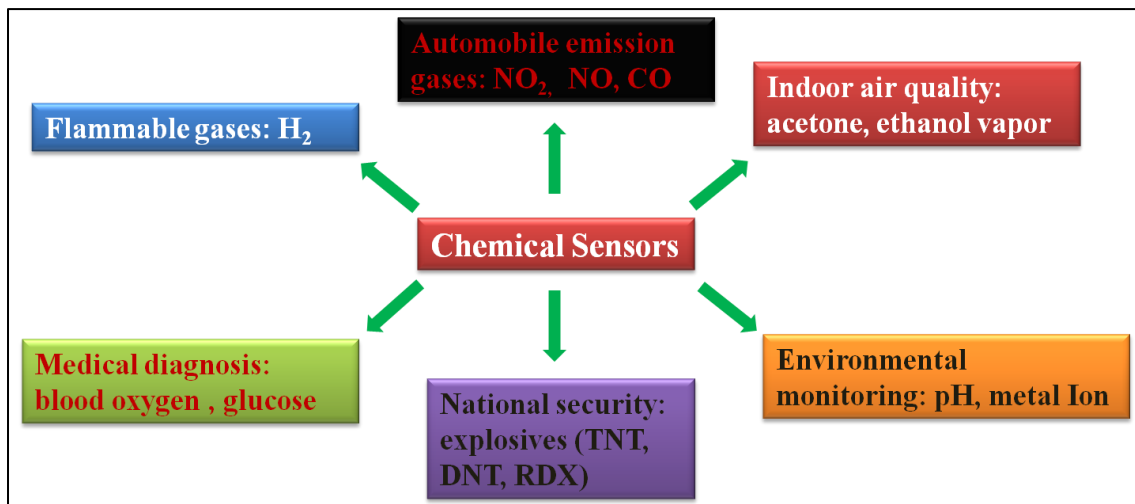 Automobile emission
gases: NO₂, NO, CO
Indoor air quality:
acetone, ethanol vapor
Flammable gases: H₂
Chemical Sensors
Medical diagnosis:
blood oxygen , glucose
National security:
explosives (TNT,
DNT, RDX)
Environmental
monitoring: pH, metal Ion